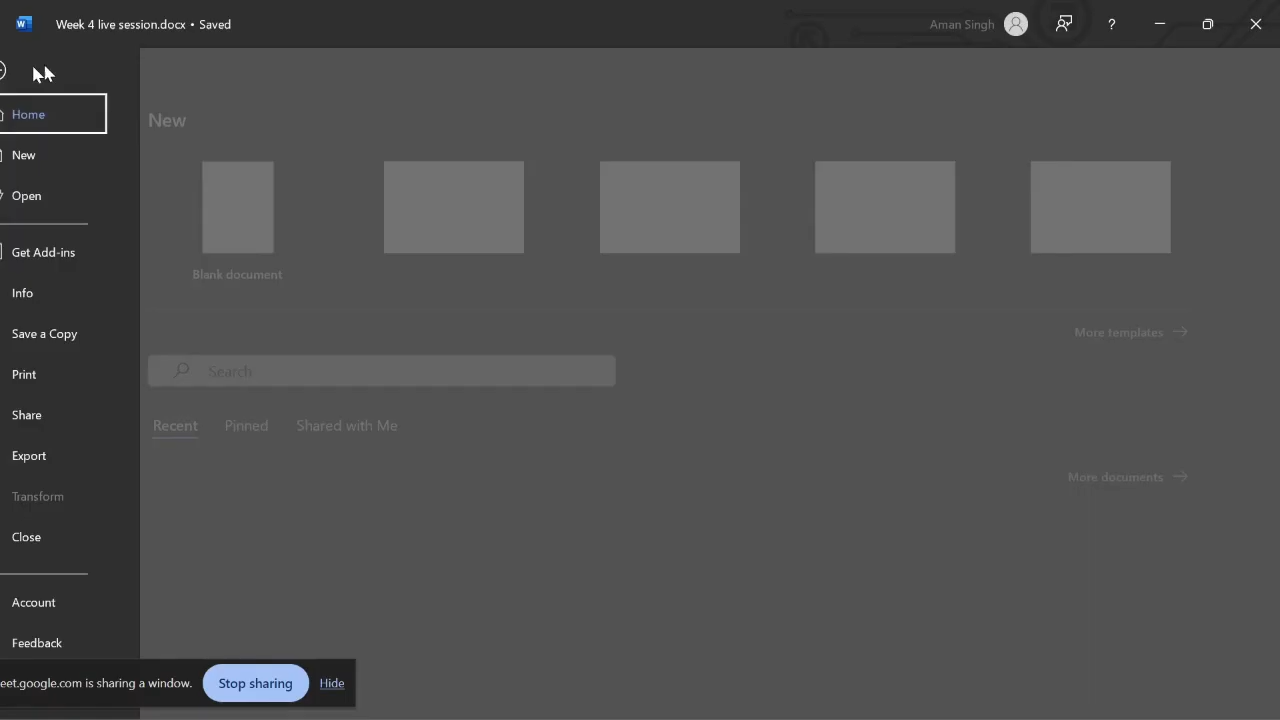 W Week 4 live session.docx • Saved
Aman Singh
?
Home
New
Open
Get Add-ins
Info
Save a Copy
Print
Share
Export
Transform
Close
Account
Feedback
New
Blank document
More templates
Search
Recent Pinned Shared with Me
More documents
eet.google.com is sharing a window. Stop sharing Hide